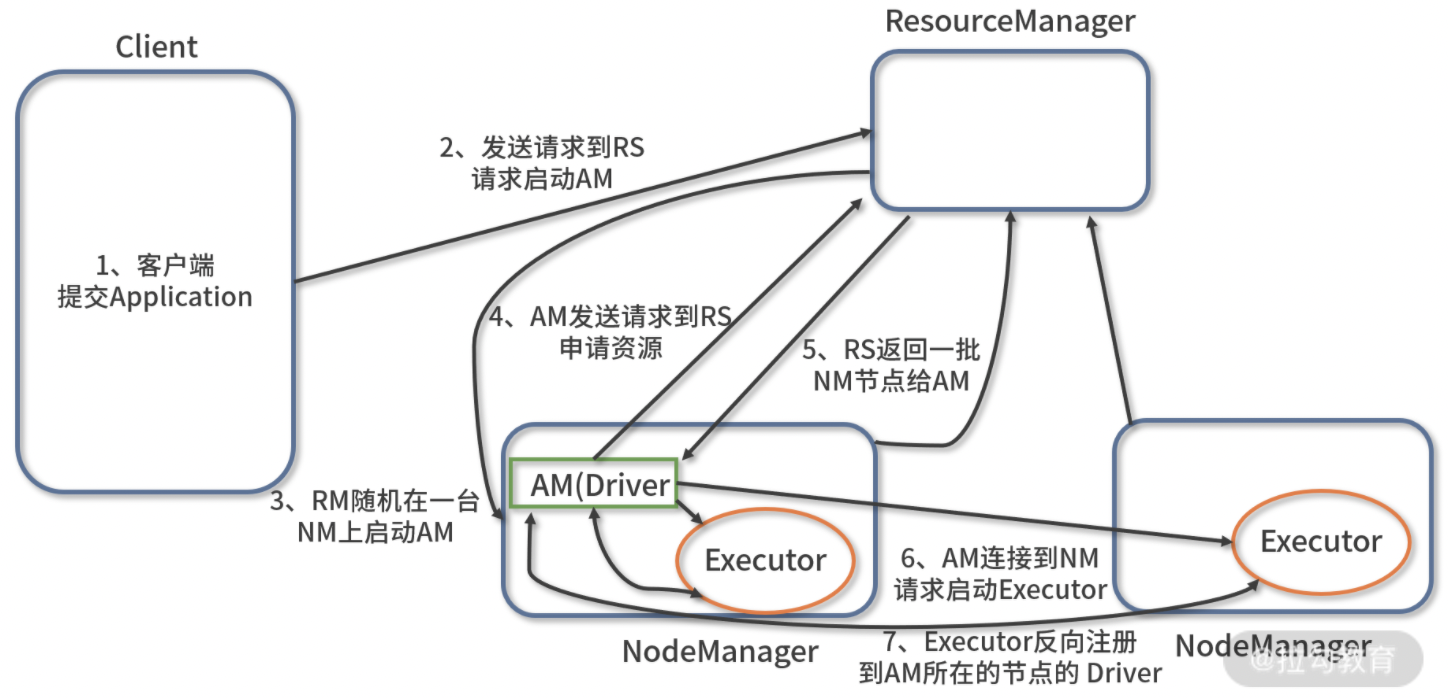 Client
ResourceManager
1、客户端
提交Application
2、发送请求到RS
请求启动AM
4、AM发送请求到RS
申请资源
5、RS返回一批
NM节点给AM
3、RM随机在一台
NM上启动AM
AM(Driver
Executor
Executor
6、AM连接到NM
请求启动Executor
NodeManager
7、Executor反向注册
到AM所在的节点的 Driver
NodeManager
@拉勾教育